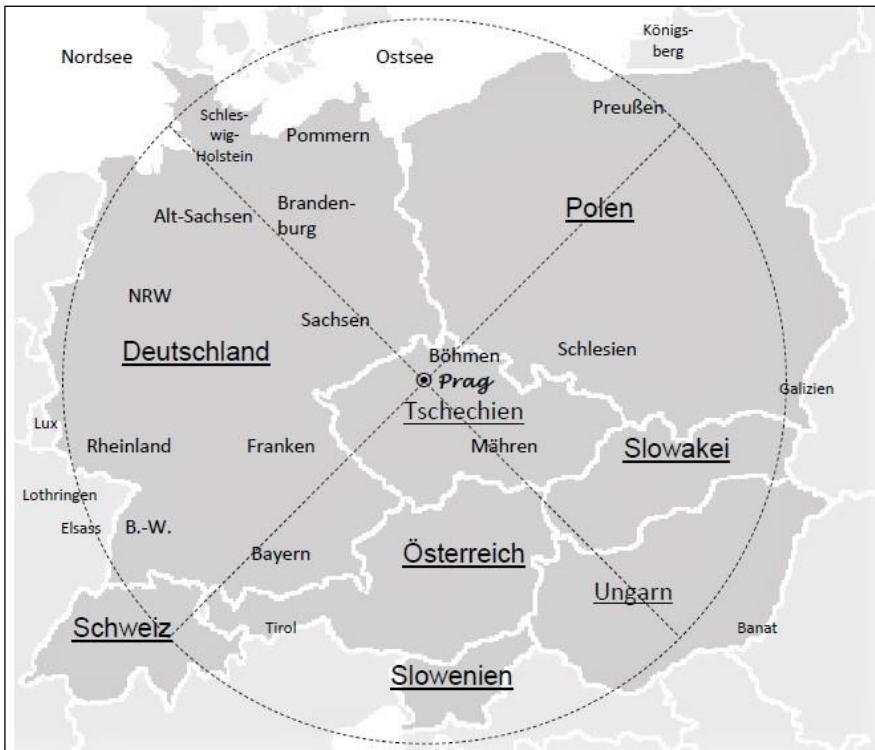 Königs-
berg
Nordsee
Ostsee
Preußen
Schles-
wig-
Holstein
Pommern
Alt-Sachsen
Branden-
burg
Polen
NRW
Sachsen
Deutschland
Böhmen
Schlesien
Prag
Tschechien
Galizien
Lux
Rheinland
Franken
Mähren
Slowakei
Lothringen
Elsass
B.-W.
Bayern
Österreich
Ungarn
Schweiz
Tirol
Banat
Slowenien